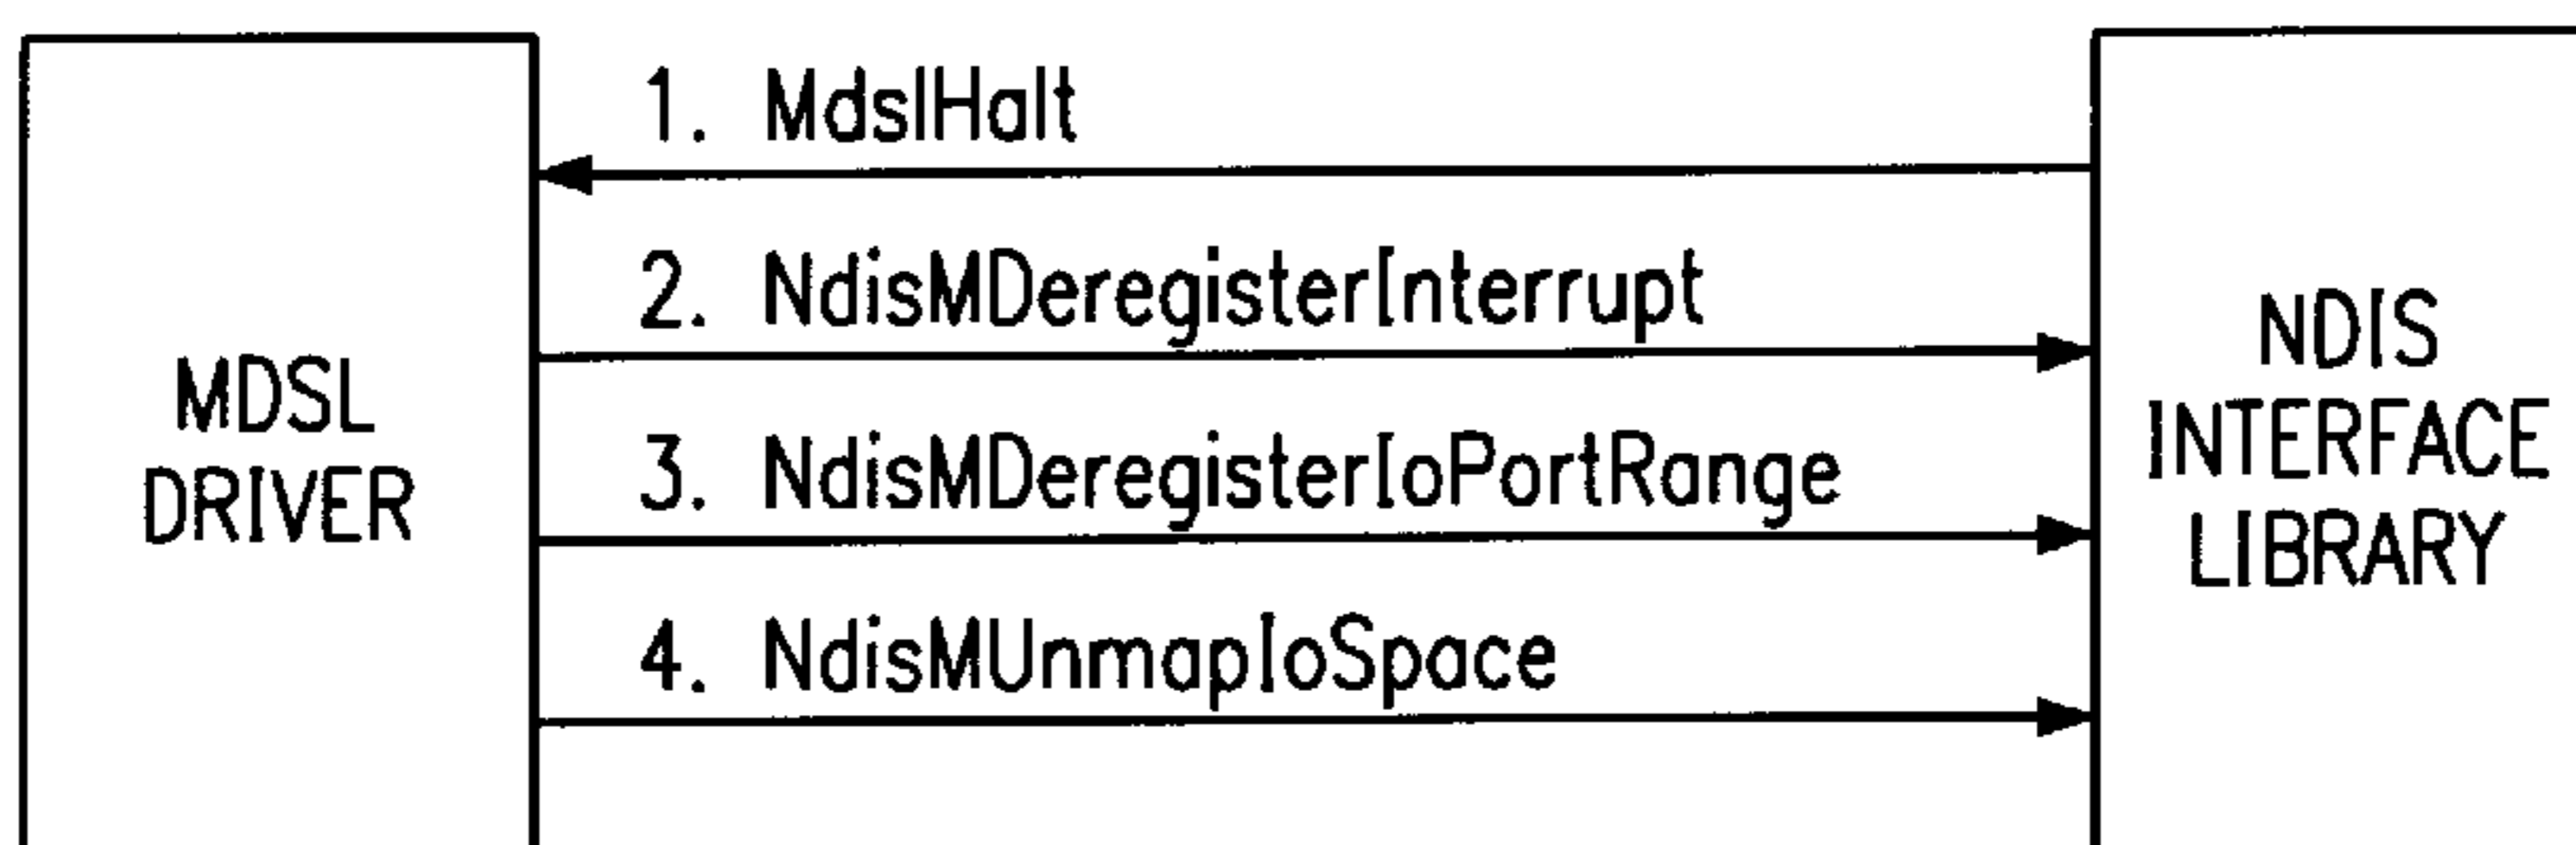 1. MdslHalt
2. NdisMDeregisterInterrupt
3. NdisMDeregisterIoPortRange
4. NdisMUnmapIoSpace
MDSL
DRIVER
NDIS
INTERFACE
LIBRARY